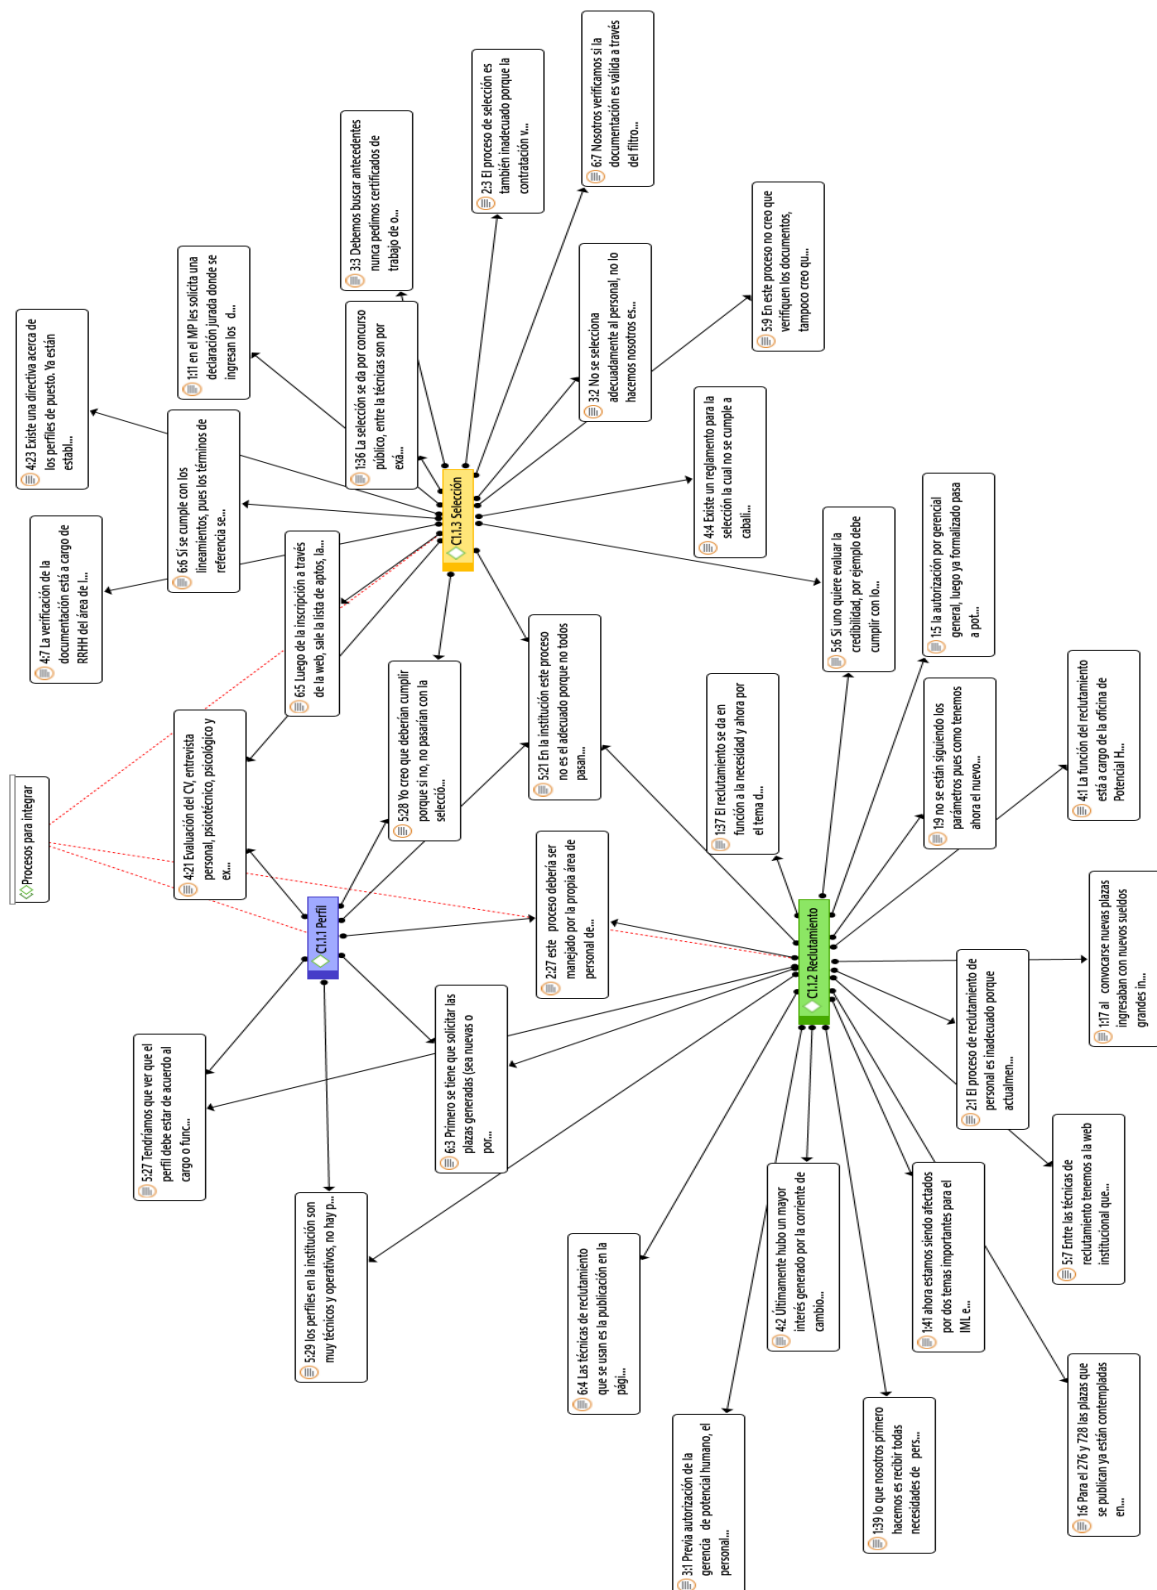 Procesos para integrar
4:7 La verificación de la
documentación está a cargo de
RRHH del área de l...
4:23 Existe una directiva acerca de
los perfiles de puesto. Ya están
establ...
6:6 Sí se cumple con los
lineamientos, pues los términos de
referencia se...
1:11 en el MP les solicita una
declaración jurada donde se
ingresan los d...
3:3 Debemos buscar antecedentes
nunca pedimos certificados de
trabajo de o...
1:36 La selección se da por concurso
público, entre la técnicas son por
exá...
2:3 El proceso de selección es
también inadecuado porque la
contratación v...
6:7 Nosotros verificamos si la
documentación es válida a través
del filtro...
3:2 No se selecciona
adecuadamente al personal, no lo
hacemos nosotros es...
5:9 En este proceso no creo que
verifiquen los documentos,
tampoco creo qu...
C1.1.3 Selección
4:4 Existe un reglamento para la
selección la cual no se cumple a
cabali...
5:6 Si uno quiere evaluar la
credibilidad, por ejemplo debe
cumplir con lo...
6:5 Luego de la inscripción a través
de la web, sale la lista de aptos, la...
4:21 Evaluación del CV, entrevista
personal, psicotécnico, psicológico y
ex...
5:28 Yo creo que deberían cumplir
porque si no, no pasarían con la
selecció...
5:21 En la institución este proceso
no es el adecuado porque no todos
pasan...
C1.1.1 Perfil
2:27 este proceso debería ser
manejado por la propia área de
personal de...
5:27 Tendríamos que ver que el
perfil debe estar de acuerdo al
cargo o func...
6:3 Primero se tiene que solicitar las
plazas generadas (sea nuevas o
por...
5:29 los perfiles en la institución son
muy técnicos y operativos, no hay p...
1:37 El reclutamiento se da en
función a la necesidad y ahora por
el tema d...
1:5 la autorización por gerencial
general, luego ya formalizado pasa
a pot...
1:9 no se están siguiendo los
parámetros pues como tenemos
ahora el nuevo...
4:1 La función del reclutamiento
está a cargo de la oficina de
Potencial H...
C1.1.2 Reclutamiento
1:17 al convocarse nuevas plazas
ingresaban con nuevos sueldos
grandes in...
2:1 El proceso de reclutamiento de
personal es inadecuado porque
actualmen...
5:7 Entre las técnicas de
reclutamiento tenemos a la web
institucional que...
6:4 Las técnicas de reclutamiento
que se usan es la publicación en la
pági...
4:2 Últimamente hubo un mayor
interés generado por la corriente de
cambio...
1:41 ahora estamos siendo afectados
por dos temas importantes para el
IML e...
3:1 Previa autorización de la
gerencia de potencial humano, el
personal...
1:39 lo que nosotros primero
hacemos es recibir todas
necesidades de pers...
1:6 Para el 276 y 728 las plazas que
se publican ya están contempladas
en...